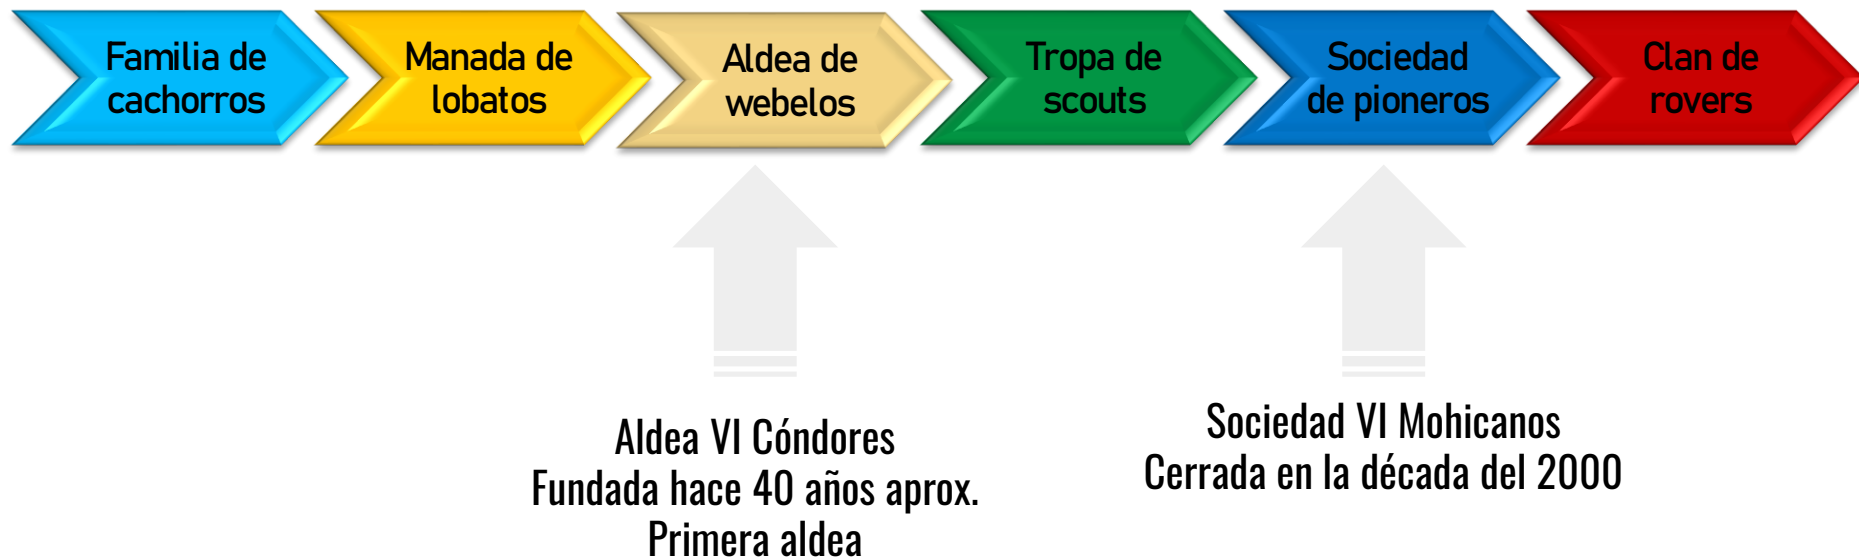 Familia de
cachorros
Manada de
lobatos
Aldea de
webelos
Tropa de
scouts
Sociedad
de pioneros
Clan de
rovers
Aldea VI Cóndores
Fundada hace 40 años aprox.
Primera aldea
Sociedad VI Mohicanos
Cerrada en la década del 2000